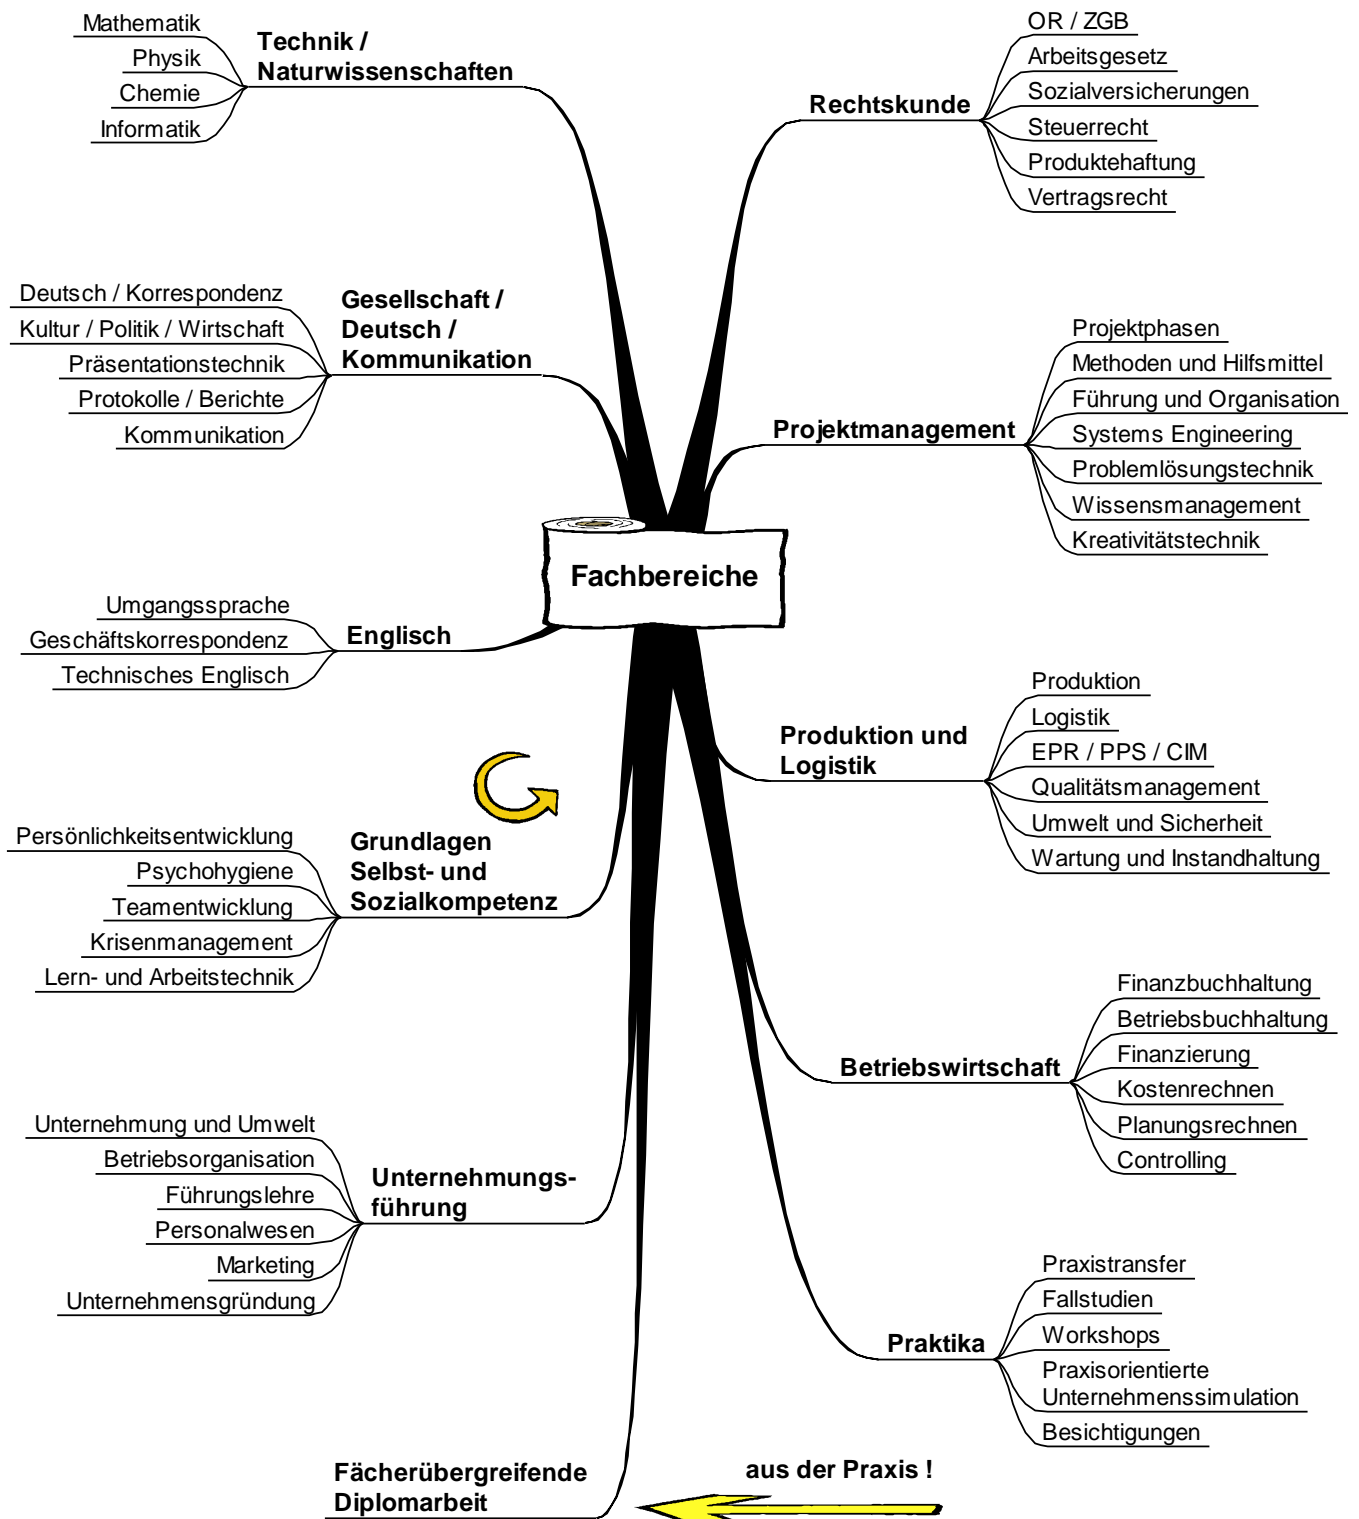 Fachbereiche
Technik /
Naturwissenschaften
Mathematik
Physik
Chemie
Informatik
Gesellschaft /
Deutsch /
Kommunikation
Deutsch / Korrespondenz
Kultur / Politik / Wirtschaft
Präsentationstechnik
Protokolle / Berichte
Kommunikation
Englisch
Umgangssprache
Geschäftskorrespondenz
Technisches Englisch
Grundlagen
Selbst- und
Sozialkompetenz
Persönlichkeitsentwicklung
Psychohygiene
Teamentwicklung
Krisenmanagement
Lern- und Arbeitstechnik
Unternehmungs-
führung
Unternehmung und Umwelt
Betriebsorganisation
Führungslehre
Personalwesen
Marketing
Unternehmensgründung
Fächerübergreifende
Diplomarbeit
aus der Praxis !
Rechtskunde
OR / ZGB
Arbeitsgesetz
Sozialversicherungen
Steuerrecht
Produktehaftung
Vertragsrecht
Projektmanagement
Projektphasen
Methoden und Hilfsmittel
Führung und Organisation
Systems Engineering
Problemlösungstechnik
Wissensmanagement
Kreativitätstechnik
Produktion und
Logistik
Produktion
Logistik
EPR / PPS / CIM
Qualitätsmanagement
Umwelt und Sicherheit
Wartung und Instandhaltung
Betriebswirtschaft
Finanzbuchhaltung
Betriebsbuchhaltung
Finanzierung
Kostenrechnen
Planungsrechnen
Controlling
Praktika
Praxistransfer
Fallstudien
Workshops
Praxisorientierte
Unternehmenssimulation
Besichtigungen